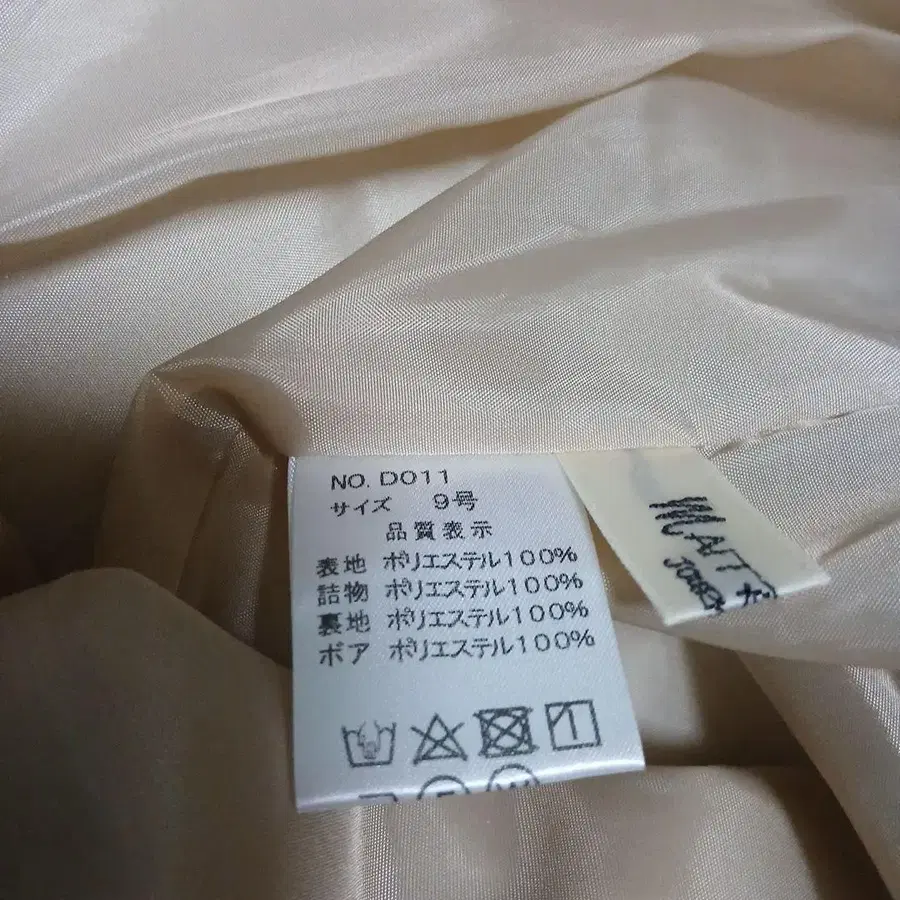 NO. D011
サイズ 9号
品質表示
表地 ポリエステル100%
詰物 ポリエステル100%
裏地 ポリエステル100%
ボア ポリエステル100%